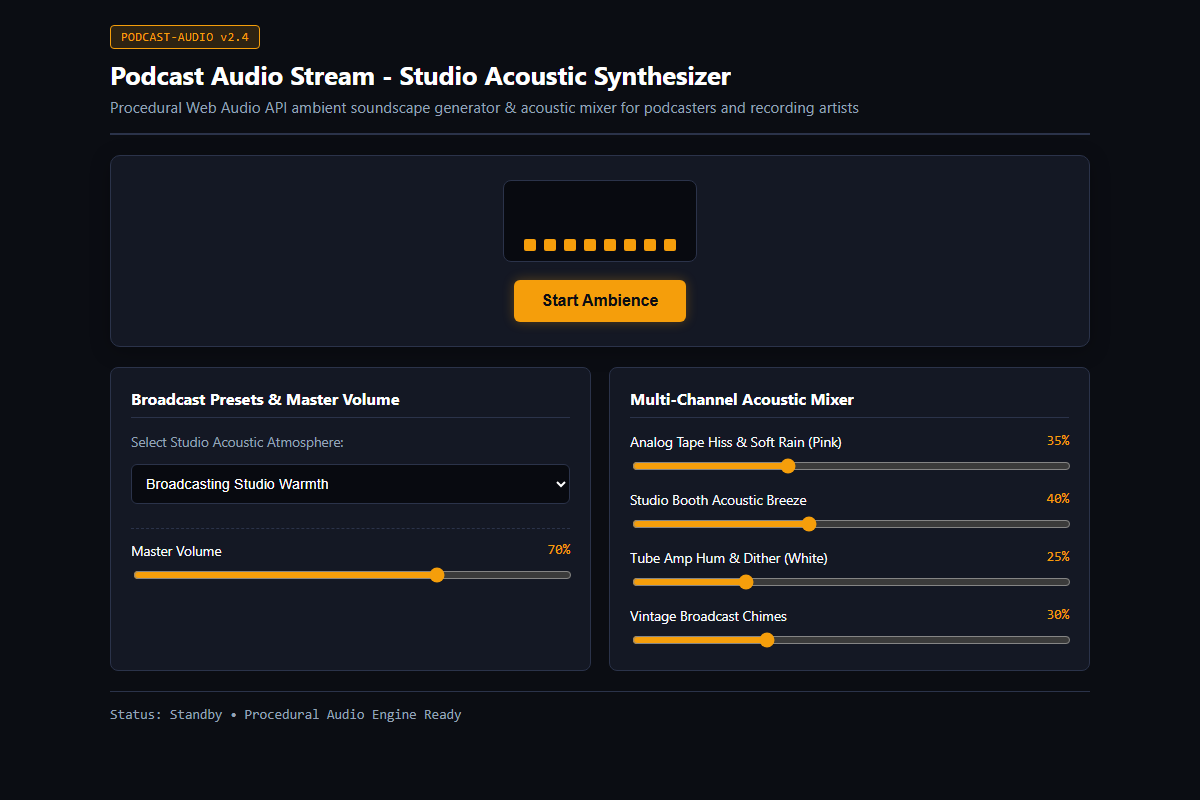 PODCAST-AUDIO v2.4
Podcast Audio Stream - Studio Acoustic Synthesizer
Procedural Web Audio API ambient soundscape generator & acoustic mixer for podcasters and recording artists
Start Ambience
Broadcast Presets & Master Volume
Select Studio Acoustic Atmosphere:
Broadcasting Studio Warmth
Master Volume 70%
Multi-Channel Acoustic Mixer
Analog Tape Hiss & Soft Rain (Pink) 35%
Studio Booth Acoustic Breeze 40%
Tube Amp Hum & Dither (White) 25%
Vintage Broadcast Chimes 30%
Status: Standby • Procedural Audio Engine Ready